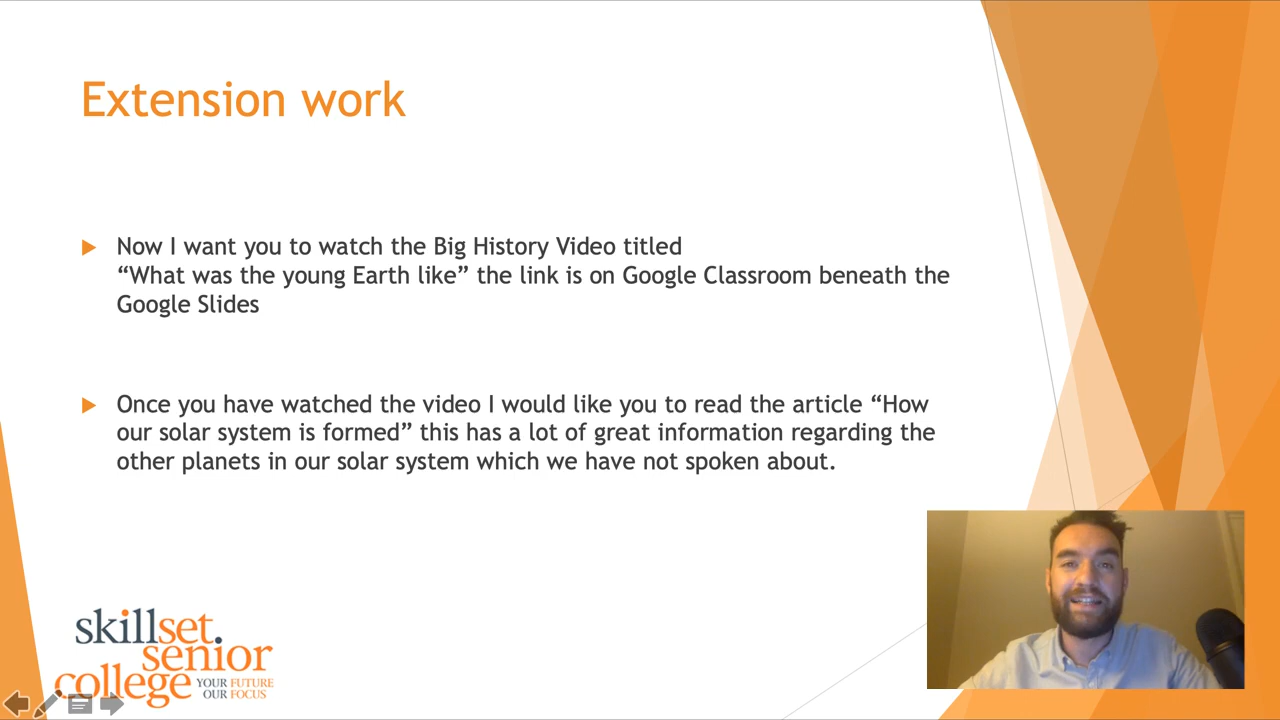 Extension work
Now I want you to watch the Big History Video titled
“What was the young Earth like” the link is on Google Classroom beneath the
Google Slides
Once you have watched the video I would like you to read the article “How
our solar system is formed” this has a lot of great information regarding the
other planets in our solar system which we have not spoken about.
skillset.
senior
college YOUR FUTURE
OUR FOCUS